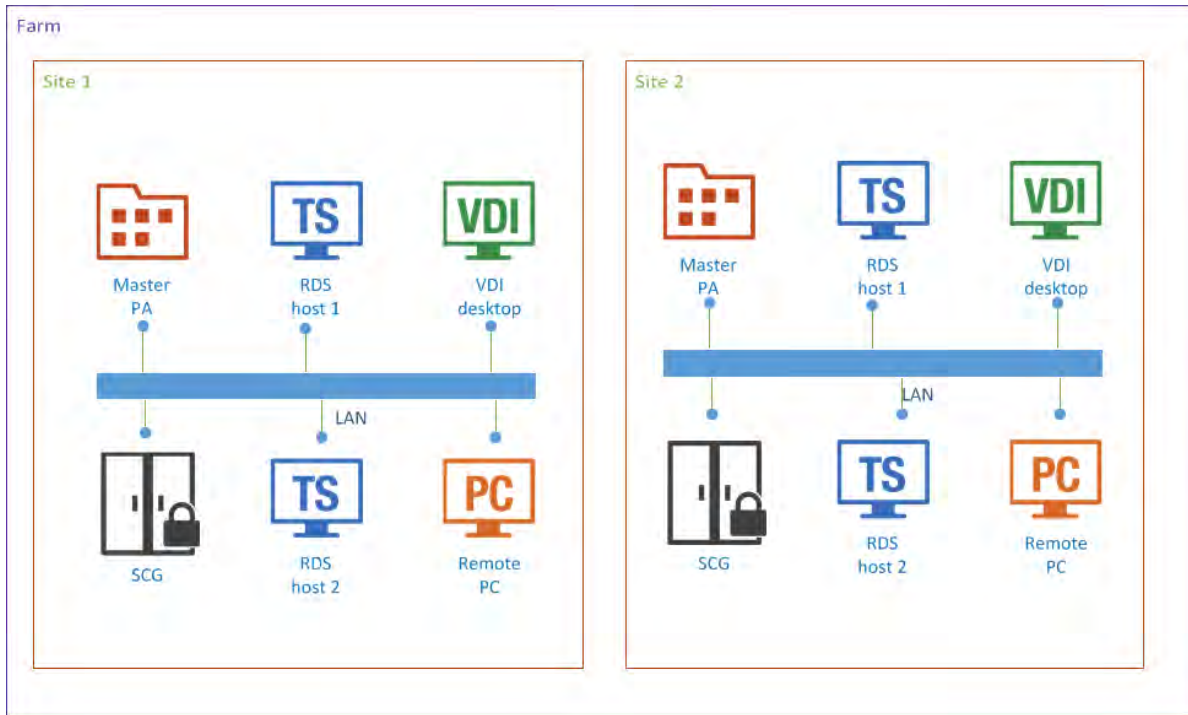 Farm
Site 1
TS
VDI
Master
PA
RDS
host 1
VDI
desktop
LAN
TS
PC
SCG
RDS
host 2
Remote
PC
Site 2
TS
VDI
Master
PA
RDS
host 1
VDI
desktop
LAN
TS
PC
SCG
RDS
host 2
Remote
PC